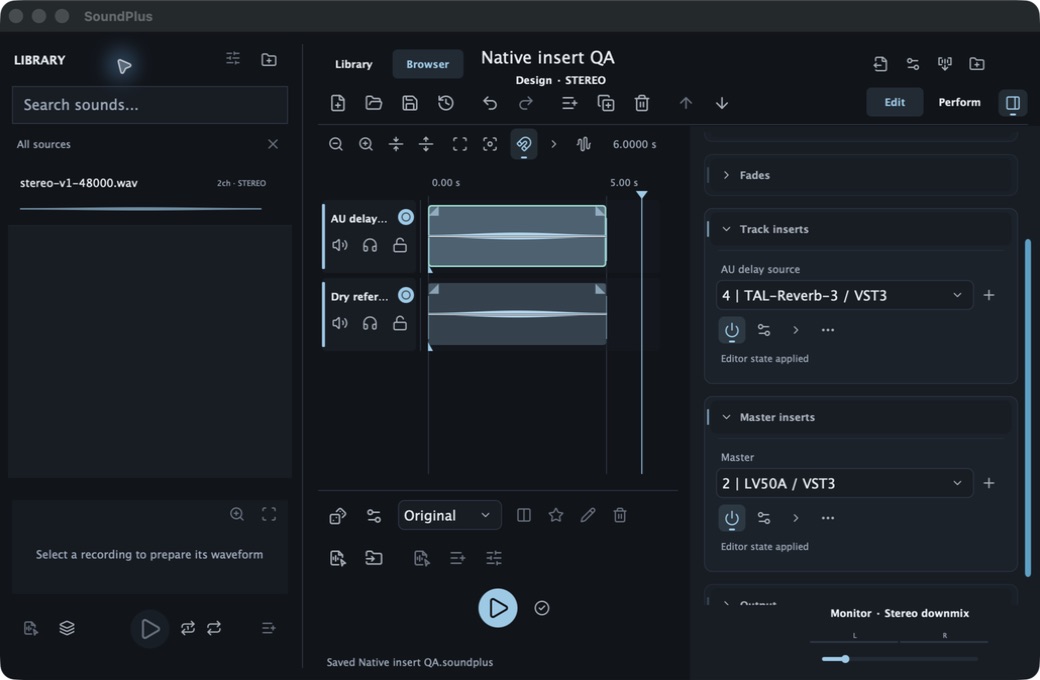 SoundPlus
LIBRARY
Search sounds...
All sources
stereo-v1-48000.wav
2ch · STEREO
Select a recording to prepare its waveform
Library
Browser
Native insert QA
Design · STEREO
Edit
Perform
6.0000 s
0.00 s
5.00 s
AU delay...
Dry refer...
Original
Saved Native insert QA.soundplus
Fades
Track inserts
AU delay source
4 | TAL-Reverb-3 / VST3
Editor state applied
Master inserts
Master
2 | LV50A / VST3
Editor state applied
Output
Monitor · Stereo downmix
L
R